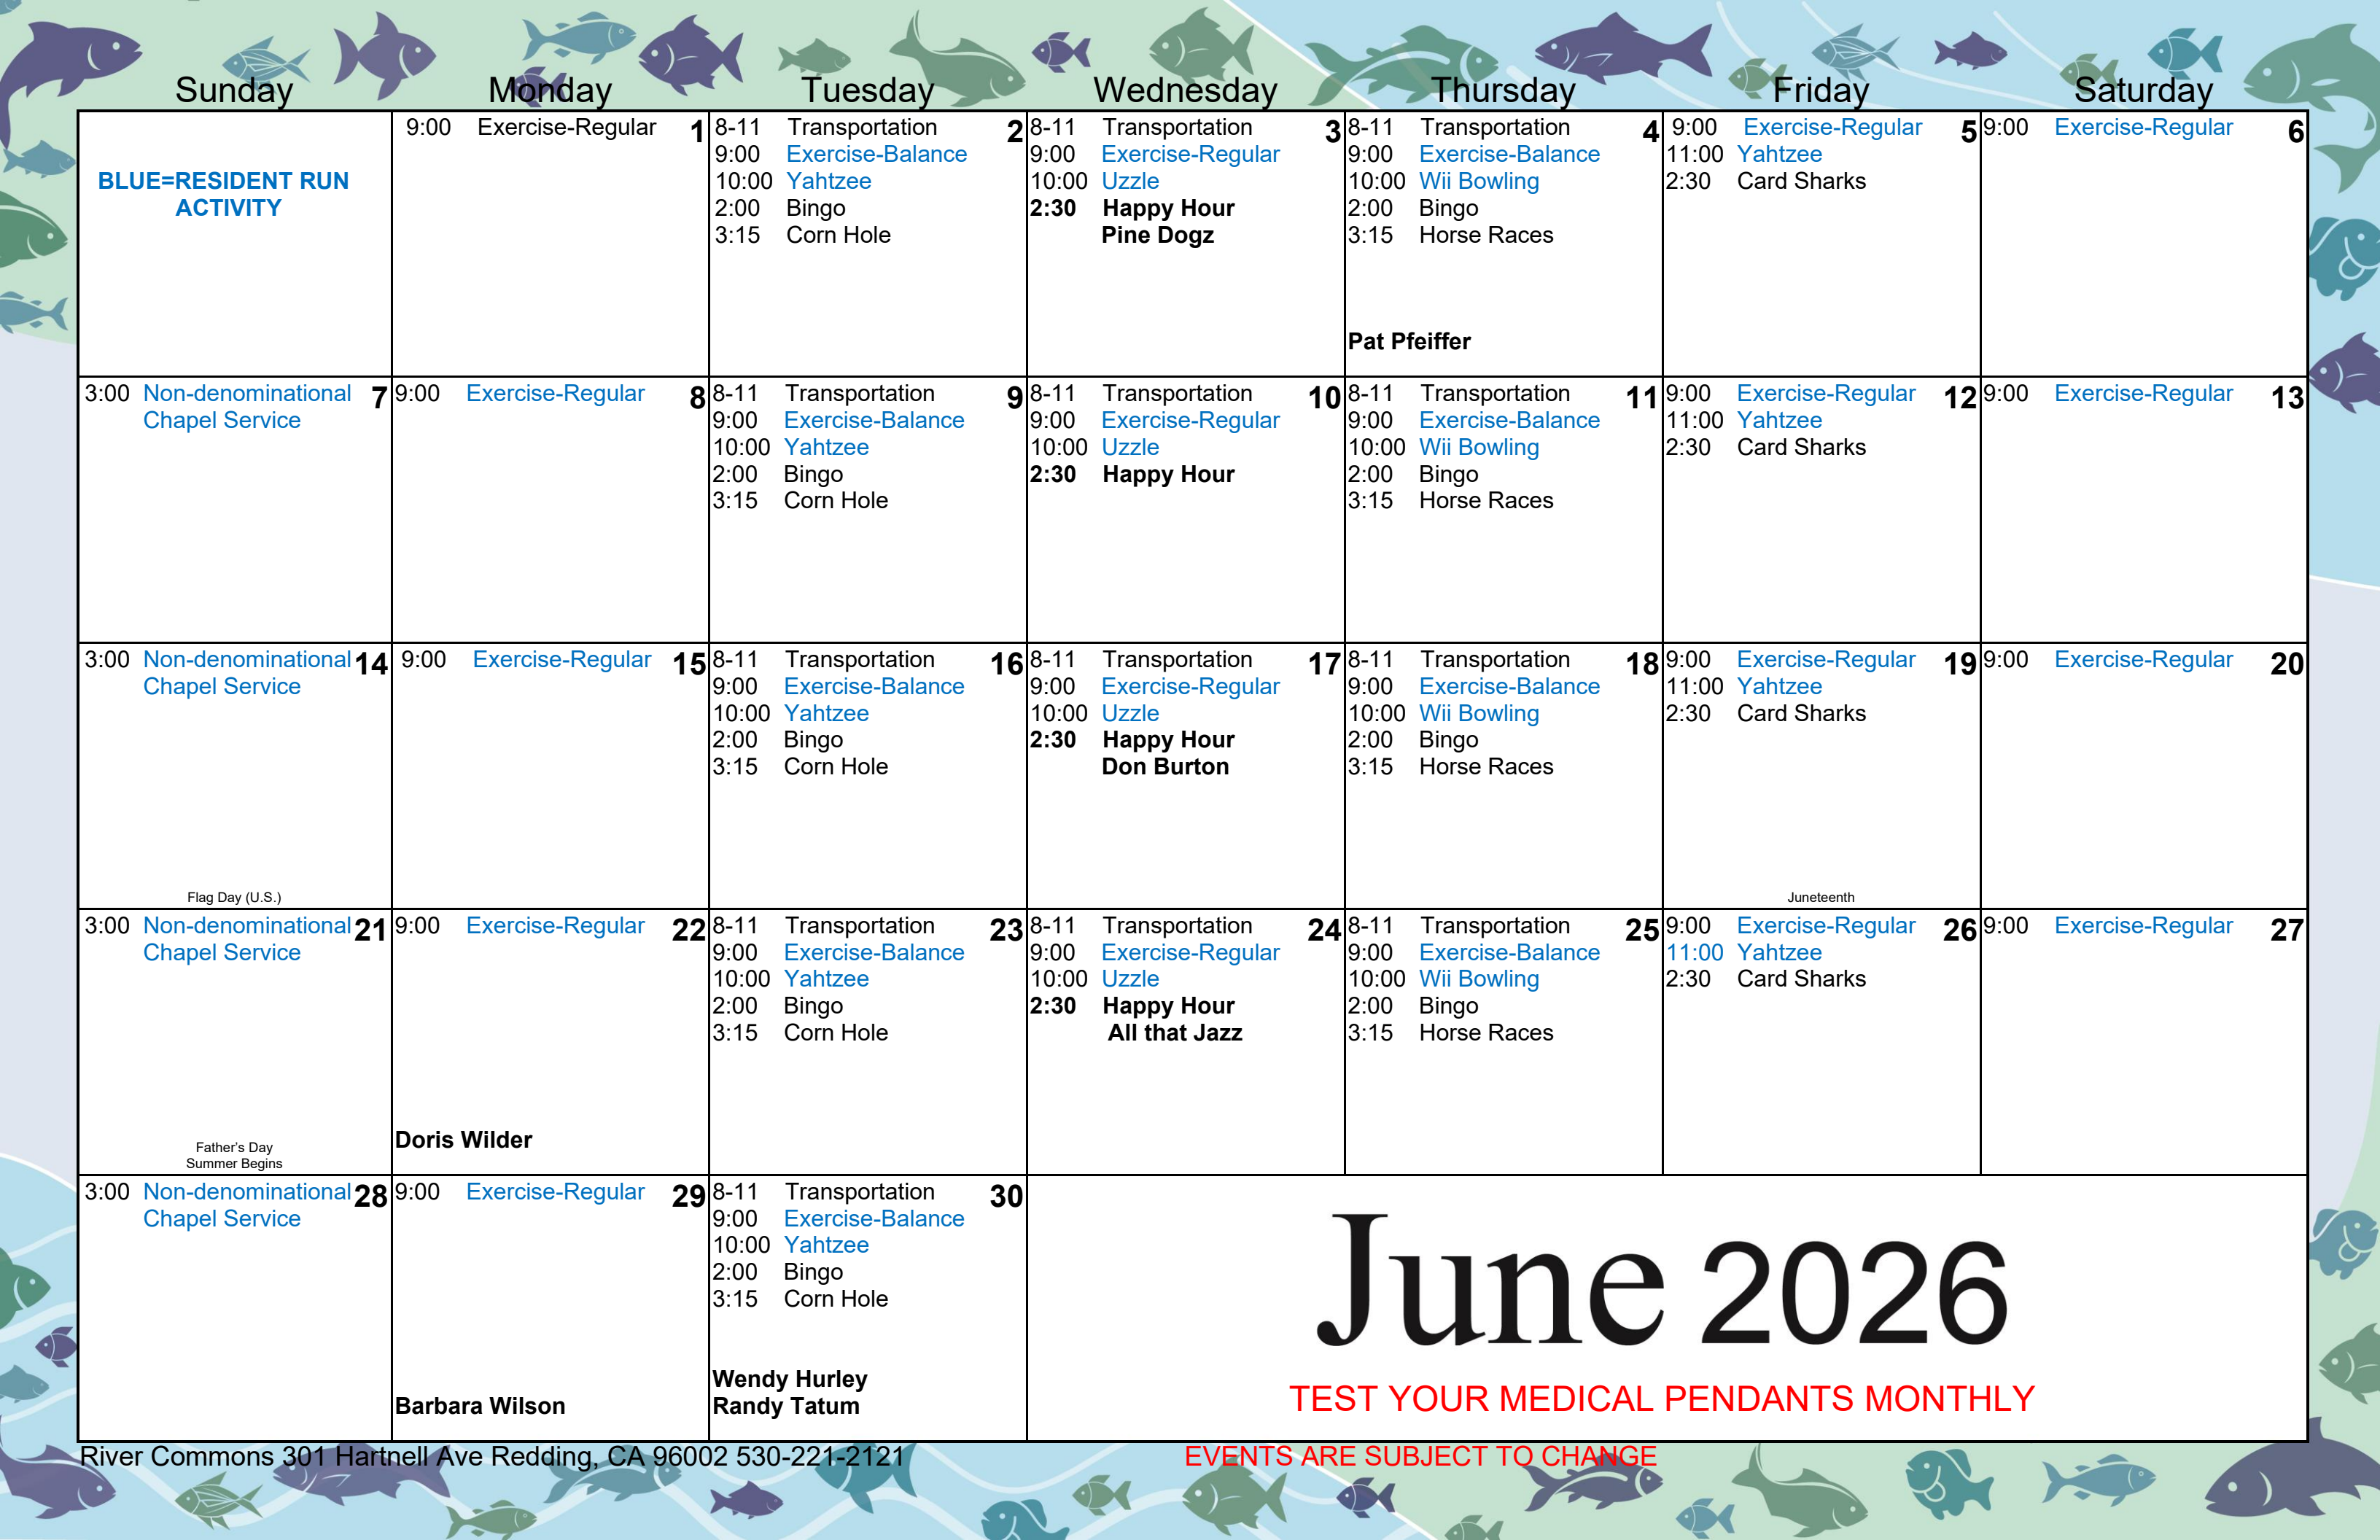 Sunday Monday Tuesday Wednesday Thursday Friday Saturday
BLUE=RESIDENT RUN
ACTIVITY
9:00 Exercise-Regular 1
8-11 Transportation 2
9:00 Exercise-Balance
10:00 Yahtzee
2:00 Bingo
3:15 Corn Hole
8-11 Transportation 3
9:00 Exercise-Regular
10:00 Uzzle
2:30 Happy Hour
Pine Dogz
8-11 Transportation 4
9:00 Exercise-Balance
10:00 Wii Bowling
2:00 Bingo
3:15 Horse Races
Pat Pfeiffer
9:00 Exercise-Regular 5
11:00 Yahtzee
2:30 Card Sharks
9:00 Exercise-Regular 6
3:00 Non-denominational 7
Chapel Service
9:00 Exercise-Regular 8
8-11 Transportation 9
9:00 Exercise-Balance
10:00 Yahtzee
2:00 Bingo
3:15 Corn Hole
8-11 Transportation 10
9:00 Exercise-Regular
10:00 Uzzle
2:30 Happy Hour
8-11 Transportation 11
9:00 Exercise-Balance
10:00 Wii Bowling
2:00 Bingo
3:15 Horse Races
9:00 Exercise-Regular 12
11:00 Yahtzee
2:30 Card Sharks
9:00 Exercise-Regular 13
3:00 Non-denominational 14
Chapel Service
Flag Day (U.S.)
9:00 Exercise-Regular 15
8-11 Transportation 16
9:00 Exercise-Balance
10:00 Yahtzee
2:00 Bingo
3:15 Corn Hole
8-11 Transportation 17
9:00 Exercise-Regular
10:00 Uzzle
2:30 Happy Hour
Don Burton
8-11 Transportation 18
9:00 Exercise-Balance
10:00 Wii Bowling
2:00 Bingo
3:15 Horse Races
9:00 Exercise-Regular 19
11:00 Yahtzee
2:30 Card Sharks
Juneteenth
9:00 Exercise-Regular 20
3:00 Non-denominational 21
Chapel Service
Father's Day
Summer Begins
9:00 Exercise-Regular 22
Doris Wilder
8-11 Transportation 23
9:00 Exercise-Balance
10:00 Yahtzee
2:00 Bingo
3:15 Corn Hole
8-11 Transportation 24
9:00 Exercise-Regular
10:00 Uzzle
2:30 Happy Hour
All that Jazz
8-11 Transportation 25
9:00 Exercise-Balance
10:00 Wii Bowling
2:00 Bingo
3:15 Horse Races
9:00 Exercise-Regular 26
11:00 Yahtzee
2:30 Card Sharks
9:00 Exercise-Regular 27
3:00 Non-denominational 28
Chapel Service
9:00 Exercise-Regular 29
Barbara Wilson
8-11 Transportation 30
9:00 Exercise-Balance
10:00 Yahtzee
2:00 Bingo
3:15 Corn Hole
Wendy Hurley
Randy Tatum
June 2026
TEST YOUR MEDICAL PENDANTS MONTHLY
River Commons 301 Hartnell Ave Redding, CA 96002 530-221-2121
EVENTS ARE SUBJECT TO CHANGE